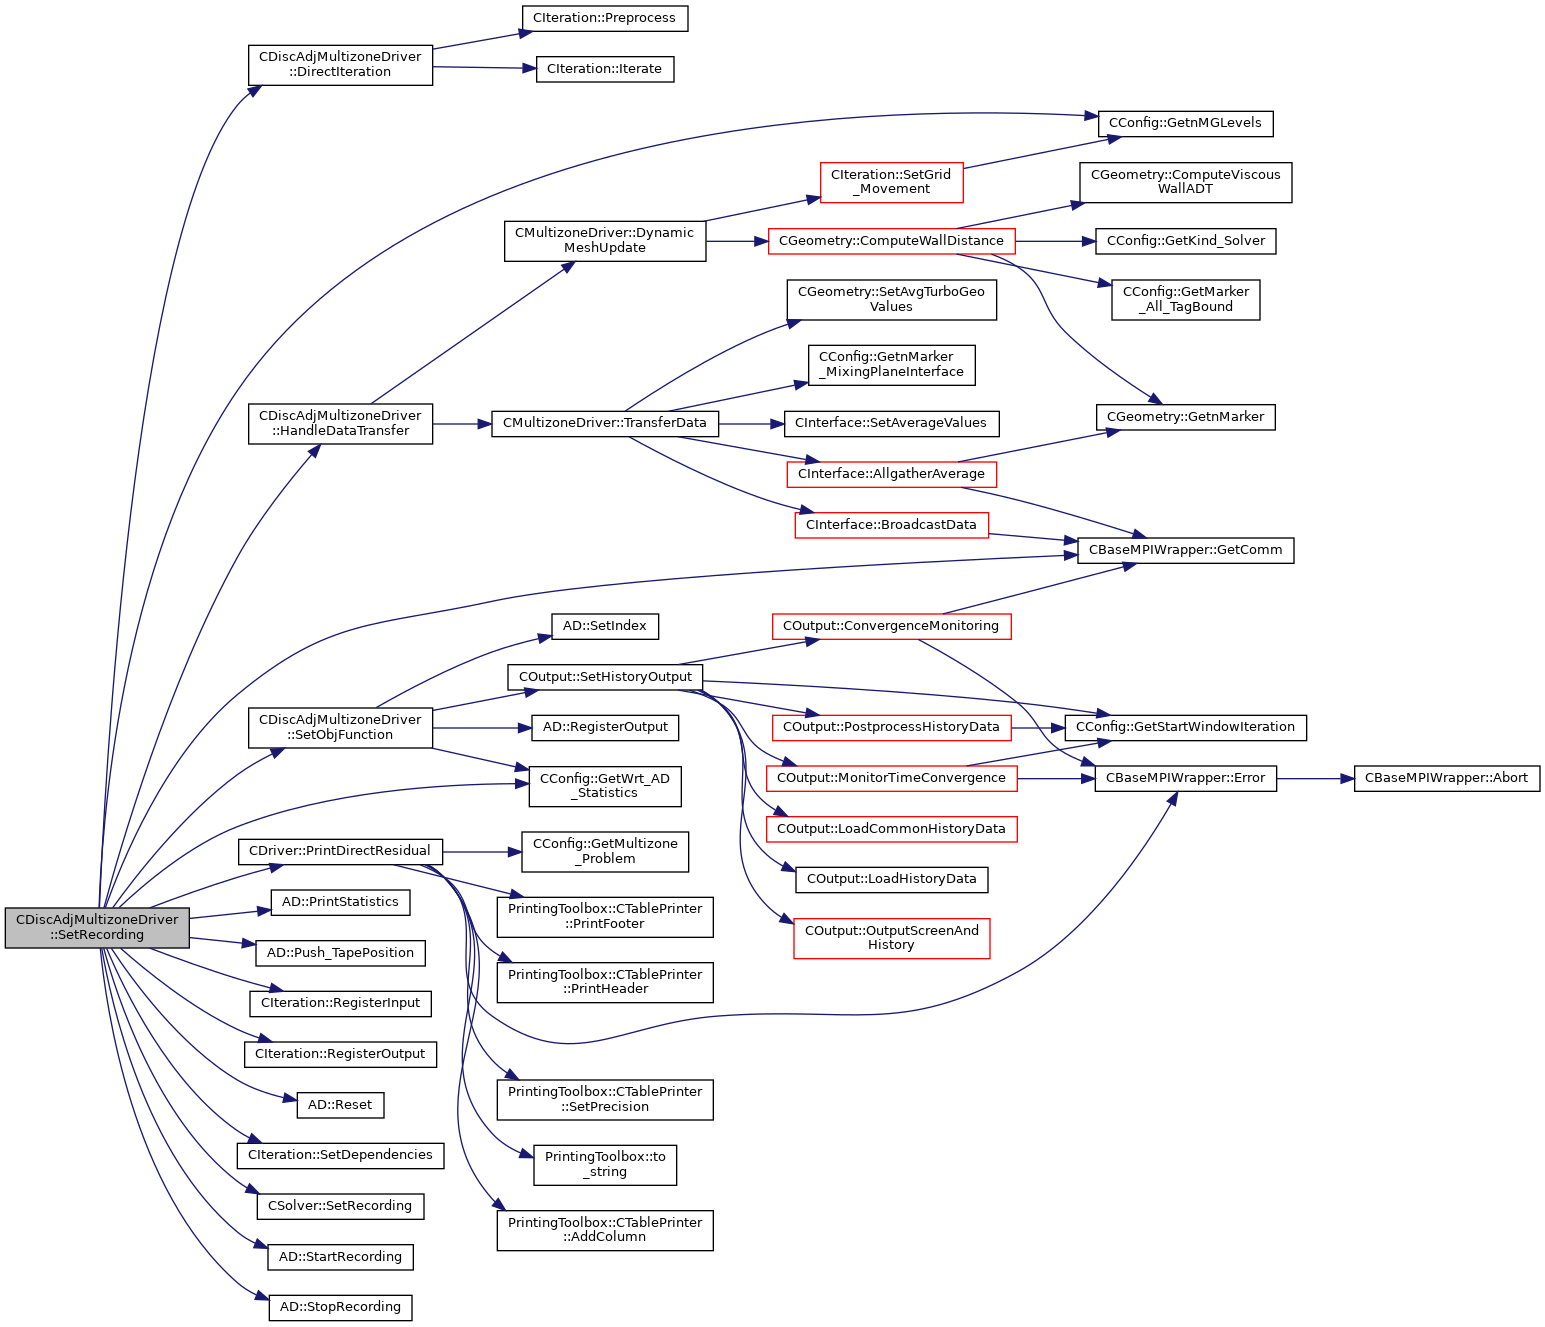 CIteration::Preprocess
CDiscAdjMultizoneDriver
::DirectIteration
CIteration::Iterate
CConfig::GetnMGLevels
CIteration::SetGrid
_Movement
CGeometry::ComputeViscous
WallADT
CMultizoneDriver::Dynamic
MeshUpdate
CGeometry::ComputeWallDistance
CConfig::GetKind_Solver
CGeometry::SetAvgTurboGeo
Values
CConfig::GetMarker
_All_TagBound
CConfig::GetnMarker
_MixingPlaneInterface
CDiscAdjMultizoneDriver
::HandleDataTransfer
CMultizoneDriver::TransferData
CInterface::SetAverageValues
CGeometry::GetnMarker
CInterface::AllgatherAverage
CInterface::BroadcastData
CBaseMPIWrapper::GetComm
AD::SetIndex
COutput::ConvergenceMonitoring
COutput::SetHistoryOutput
CDiscAdjMultizoneDriver
::SetObjFunction
AD::RegisterOutput
COutput::PostprocessHistoryData
CConfig::GetStartWindowIteration
CConfig::GetWrt_AD
_Statistics
COutput::MonitorTimeConvergence
CBaseMPIWrapper::Error
CBaseMPIWrapper::Abort
COutput::LoadCommonHistoryData
CDriver::PrintDirectResidual
CConfig::GetMultizone
_Problem
COutput::LoadHistoryData
AD::PrintStatistics
PrintingToolbox::CTablePrinter
::PrintFooter
CDiscAdjMultizoneDriver
::SetRecording
COutput::OutputScreenAnd
History
AD::Push_TapePosition
PrintingToolbox::CTablePrinter
::PrintHeader
CIteration::RegisterInput
CIteration::RegisterOutput
AD::Reset
PrintingToolbox::CTablePrinter
::SetPrecision
CIteration::SetDependencies
PrintingToolbox::to
_string
CSolver::SetRecording
PrintingToolbox::CTablePrinter
::AddColumn
AD::StartRecording
AD::StopRecording